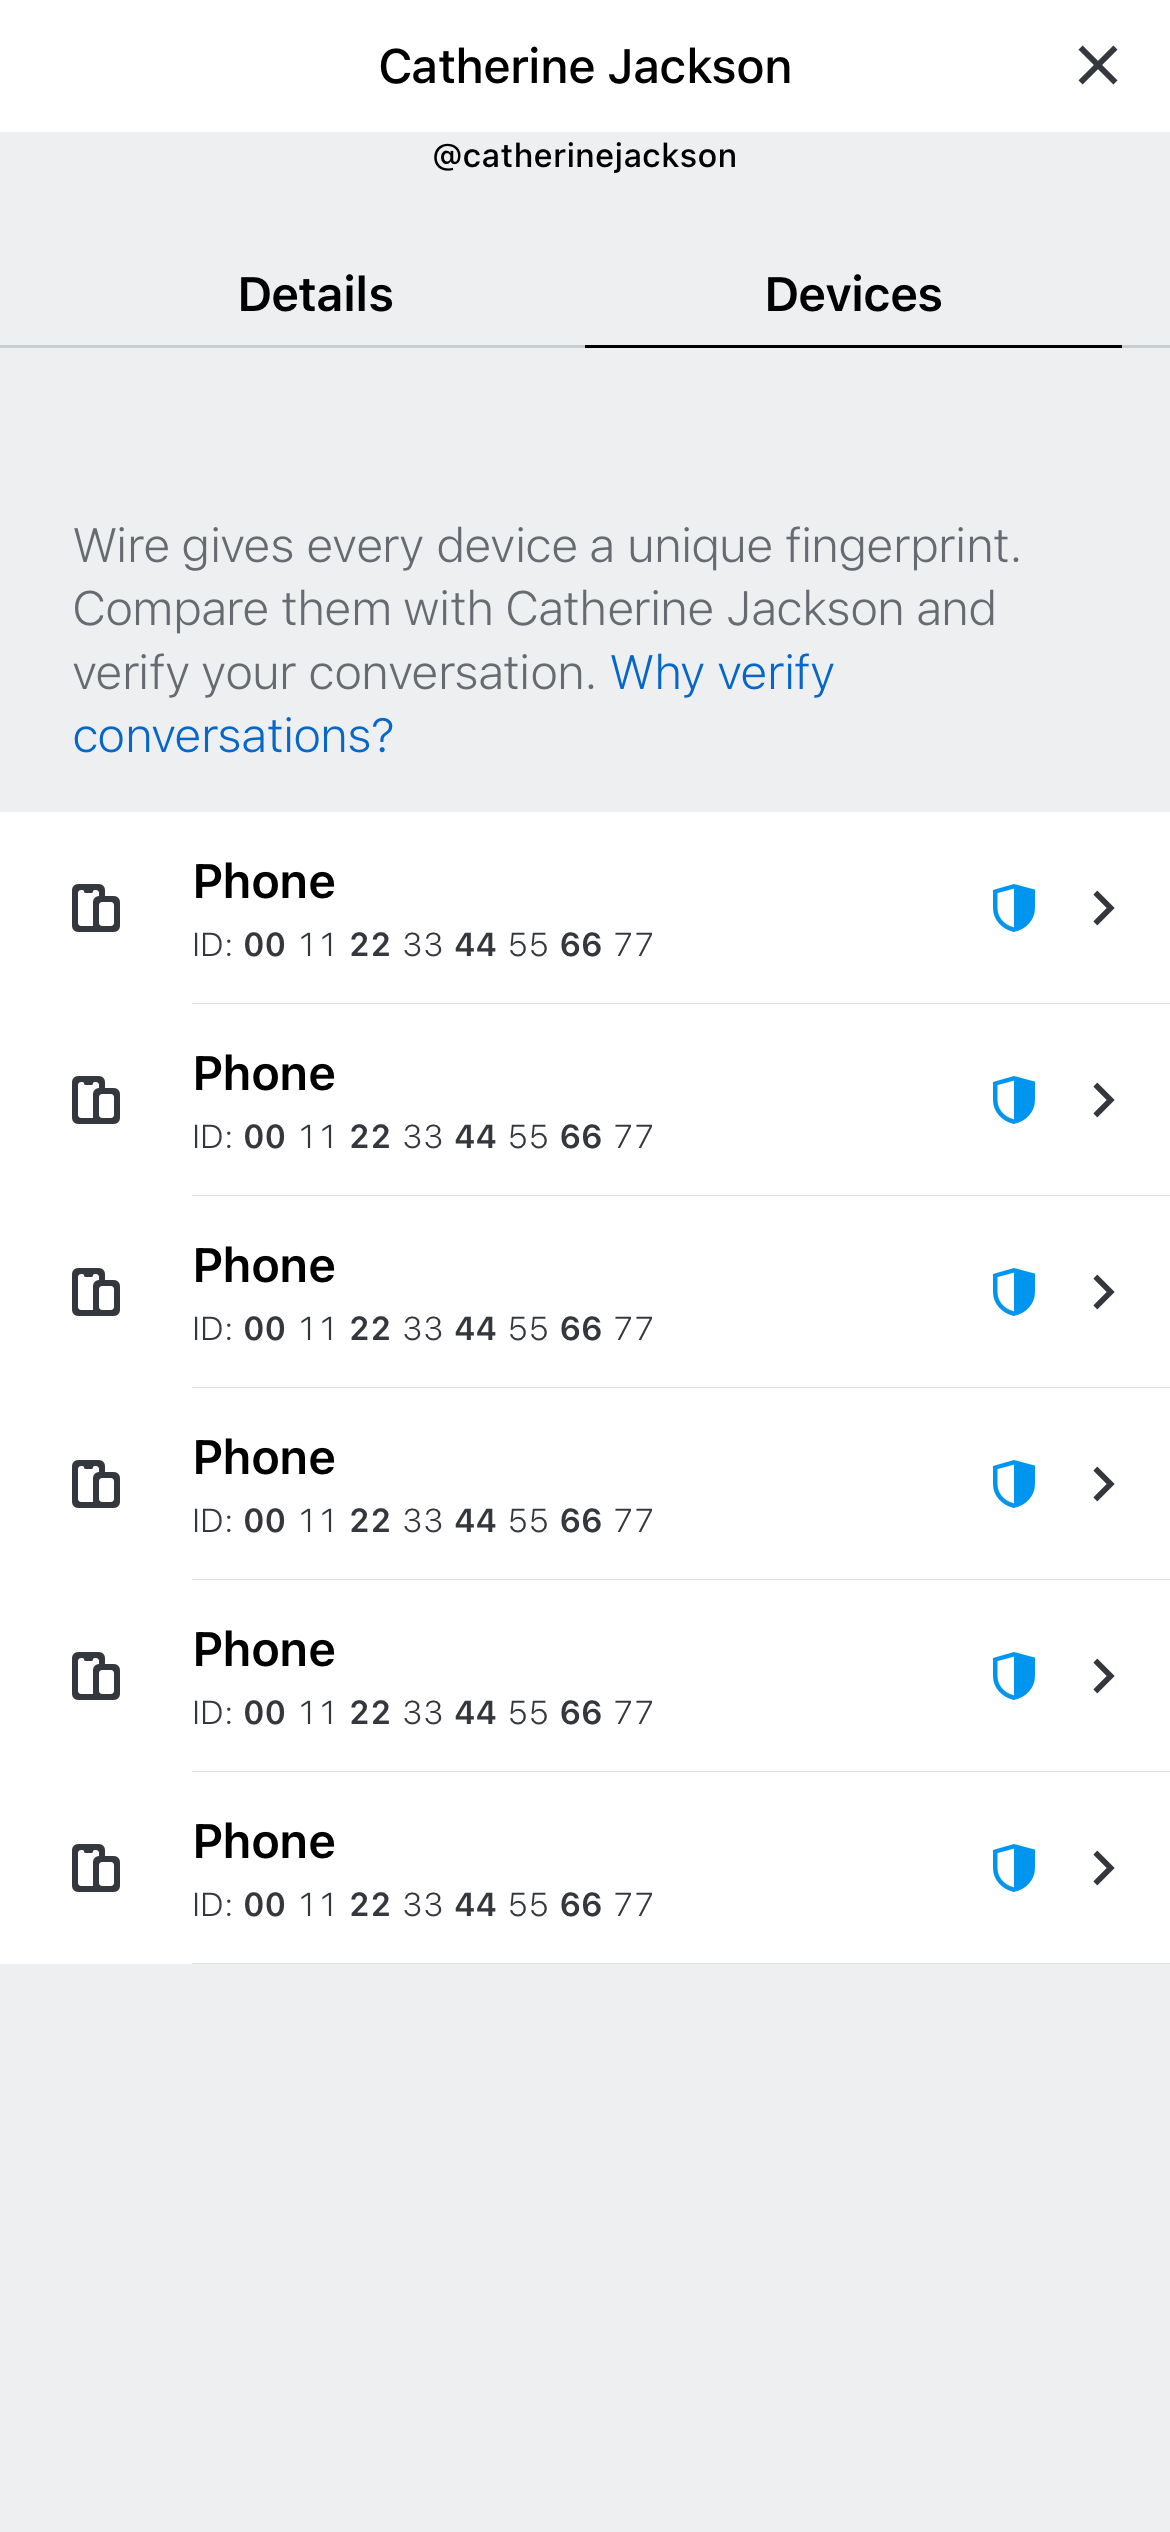 Catherine Jackson
@catherinejackson
Details Devices
Wire gives every device a unique fingerprint.
Compare them with Catherine Jackson and
verify your conversation. Why verify
conversations?
Phone
ID: 00 11 22 33 44 55 66 77
Phone
ID: 00 11 22 33 44 55 66 77
Phone
ID: 00 11 22 33 44 55 66 77
Phone
ID: 00 11 22 33 44 55 66 77
Phone
ID: 00 11 22 33 44 55 66 77
Phone
ID: 00 11 22 33 44 55 66 77